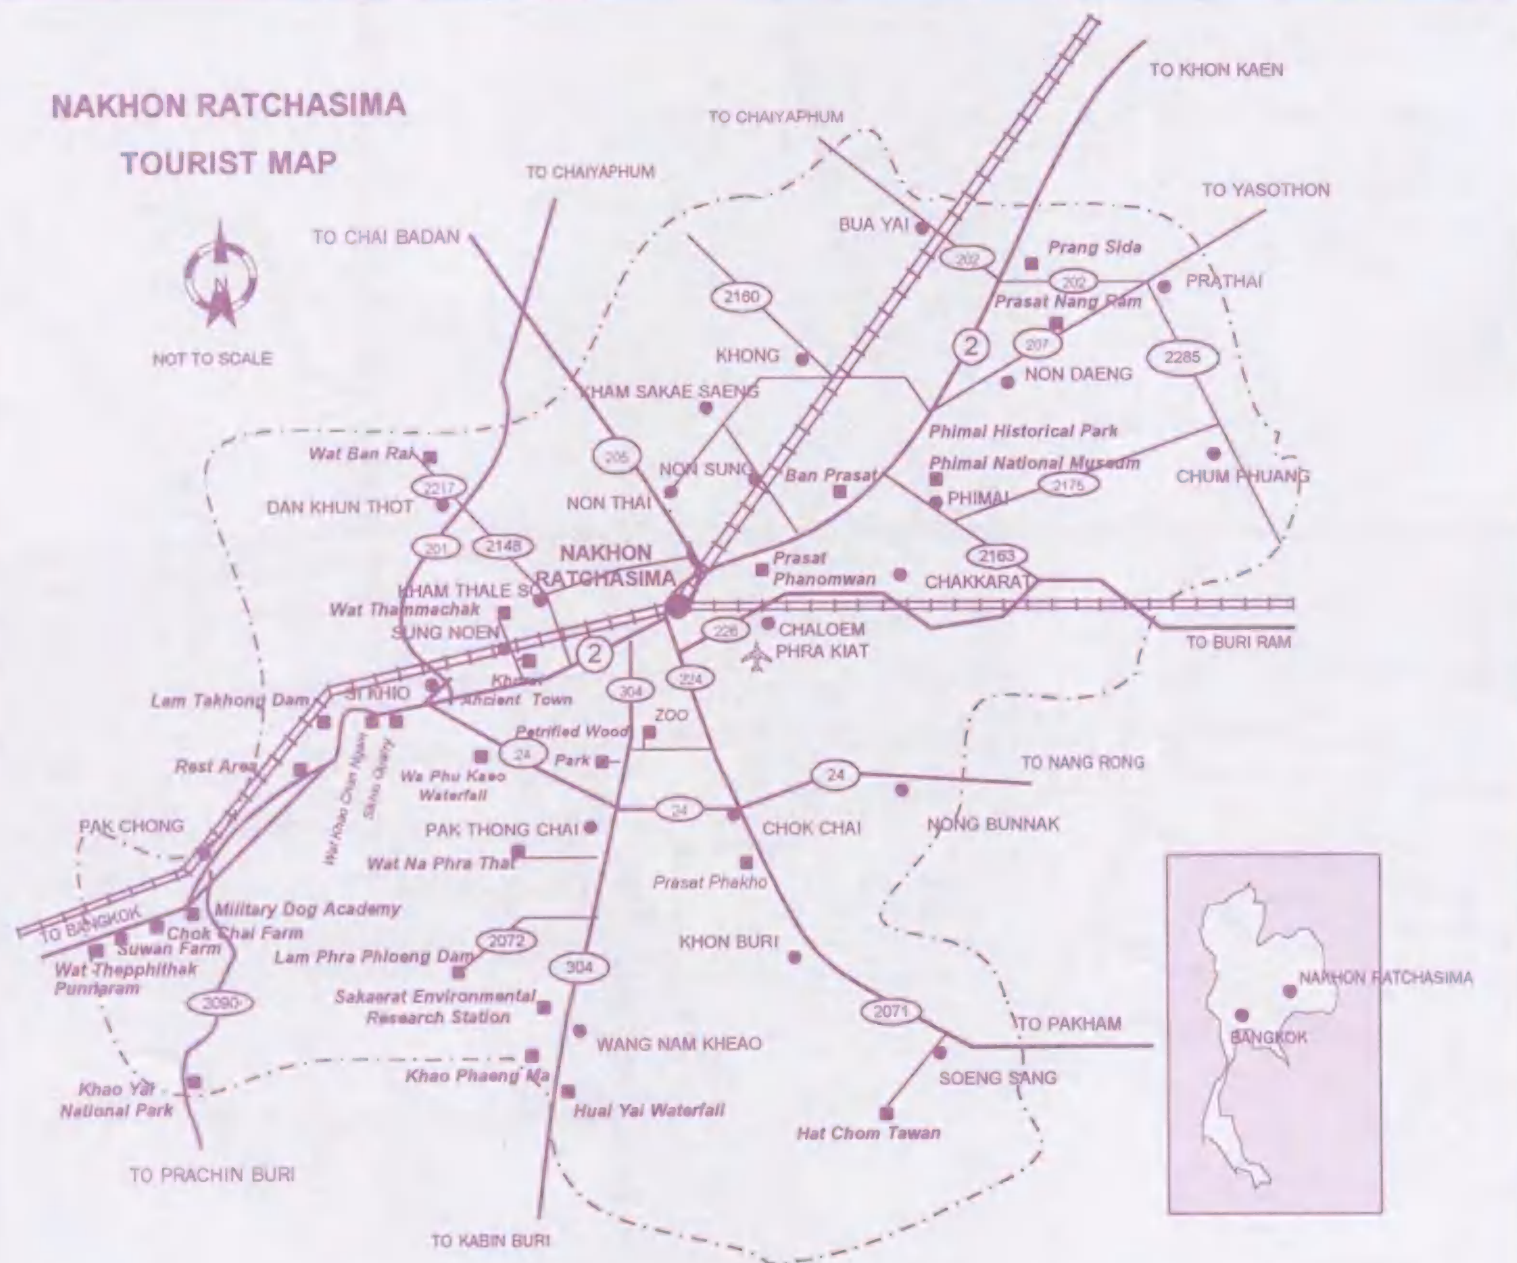 NAKHON RATCHASIMA
TOURIST MAP
N
NOT TO SCALE
TO KHON KAEN
TO CHAIYAPHUM
TO CHAIYAPHUM
TO YASOTHON
TO CHAI BADAN
BUA YAI
202
Prang Sida
202
PRATHAI
2160
Prasat Nang Ram
2
207
2285
KHONG
NON DAENG
KHAM SAKAE SAENG
Phimai Historical Park
Wat Ban Rai
205
NON SUNG
Ban Prasat
Phimai National Museum
CHUM PHUANG
2217
DAN KHUN THOT
NON THAI
PHIMAI
2175
201
2148
NAKHON
RATCHASIMA
Prasat
Phanomwan
2163
CHAKKARAT
KHAM THALE SO
Wat Thammachak
SUNG NOEN
226
CHALOEM
PHRA KIAT
TO BURI RAM
2
304
224
Lam Takhong Dam
SI KHIO
Ancient Town
ZOO
Petrified Wood
Park
Rest Area
24
Wa Phu Kaeo
Waterfall
24
TO NANG RONG
Wat Khao Chan Ngam
24
PAK CHONG
PAK THONG CHAI
CHOK CHAI
NONG BUNNAK
Wat Na Phra That
Prasat Phakho
Military Dog Academy
TO BANGKOK
Chok Chai Farm
Suwan Farm
Wat Thepphithak
Punnaram
2072
Lam Phra Phloeng Dam
KHON BURI
304
NAKHON RATCHASIMA
Sakaerat Environmental
Research Station
3090
2071
TO PAKHAM
BANGKOK
WANG NAM KHEAO
Khao Phaeng Ma
SOENG SANG
Khao Yai
National Park
Huai Yai Waterfall
Hat Chom Tawan
TO PRACHIN BURI
TO KABIN BURI